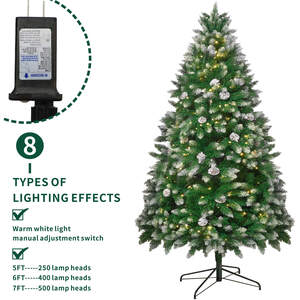 8
TYPES OF
LIGHTING EFFECTS
Warm white light
manual adjustment switch
5FT-----250 lamp heads
6FT-----400 lamp heads
7FT-----500 lamp heads